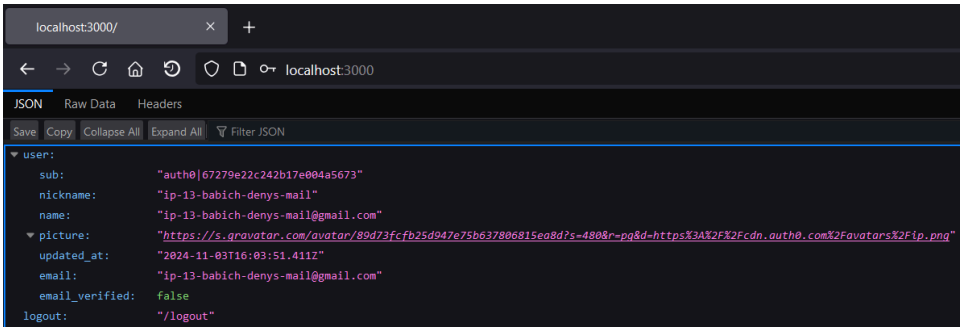 localhost:3000/
localhost:3000
JSON Raw Data Headers
Save Copy Collapse All Expand All Filter JSON
user:
sub: "auth0|67279e22c242b17e004a5673"
nickname: "ip-13-babich-denys-mail"
name: "ip-13-babich-denys-mail@gmail.com"
picture: "https://s.gravatar.com/avatar/89d73fcfb25d947e75b637806815ea8d?s=480&r=pg&d=https%3A%2F%2Fcdn.auth0.com%2Favatars%2Fip.png"
updated_at: "2024-11-03T16:03:51.411Z"
email: "ip-13-babich-denys-mail@gmail.com"
email_verified: false
logout: "/logout"